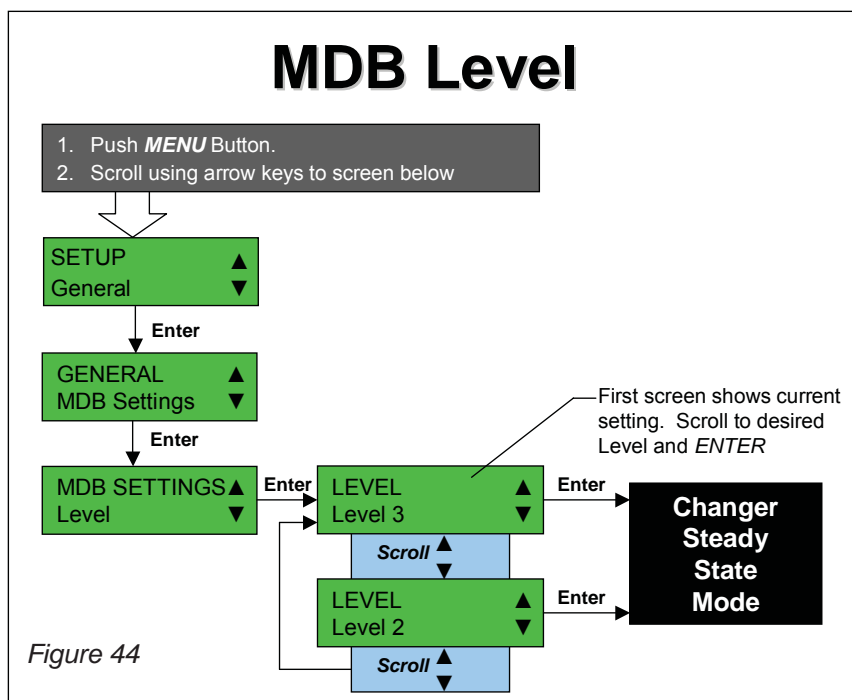 MDB Level
1. Push MENU Button.
2. Scroll using arrow keys to screen below
SETUP ▲
General ▼
Enter
GENERAL ▲
MDB Settings ▼
Enter
MDB SETTINGS ▲
Level ▼
Enter
First screen shows current
setting. Scroll to desired
Level and ENTER
LEVEL ▲
Level 3 ▼
Enter
Scroll ▲
▼
LEVEL ▲
Level 2 ▼
Enter
Scroll ▲
▼
Changer
Steady
State
Mode
Figure 44